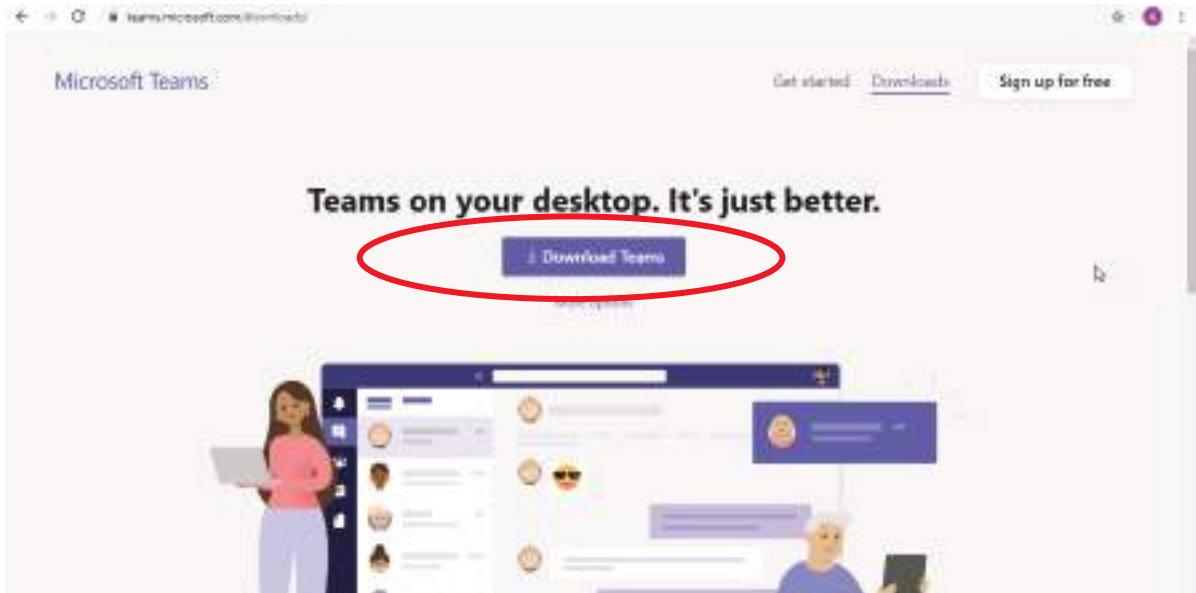 teams.microsoft.com/downloads/
Microsoft Teams
Get started Downloads Sign up for free
Teams on your desktop. It's just better.
Download Teams